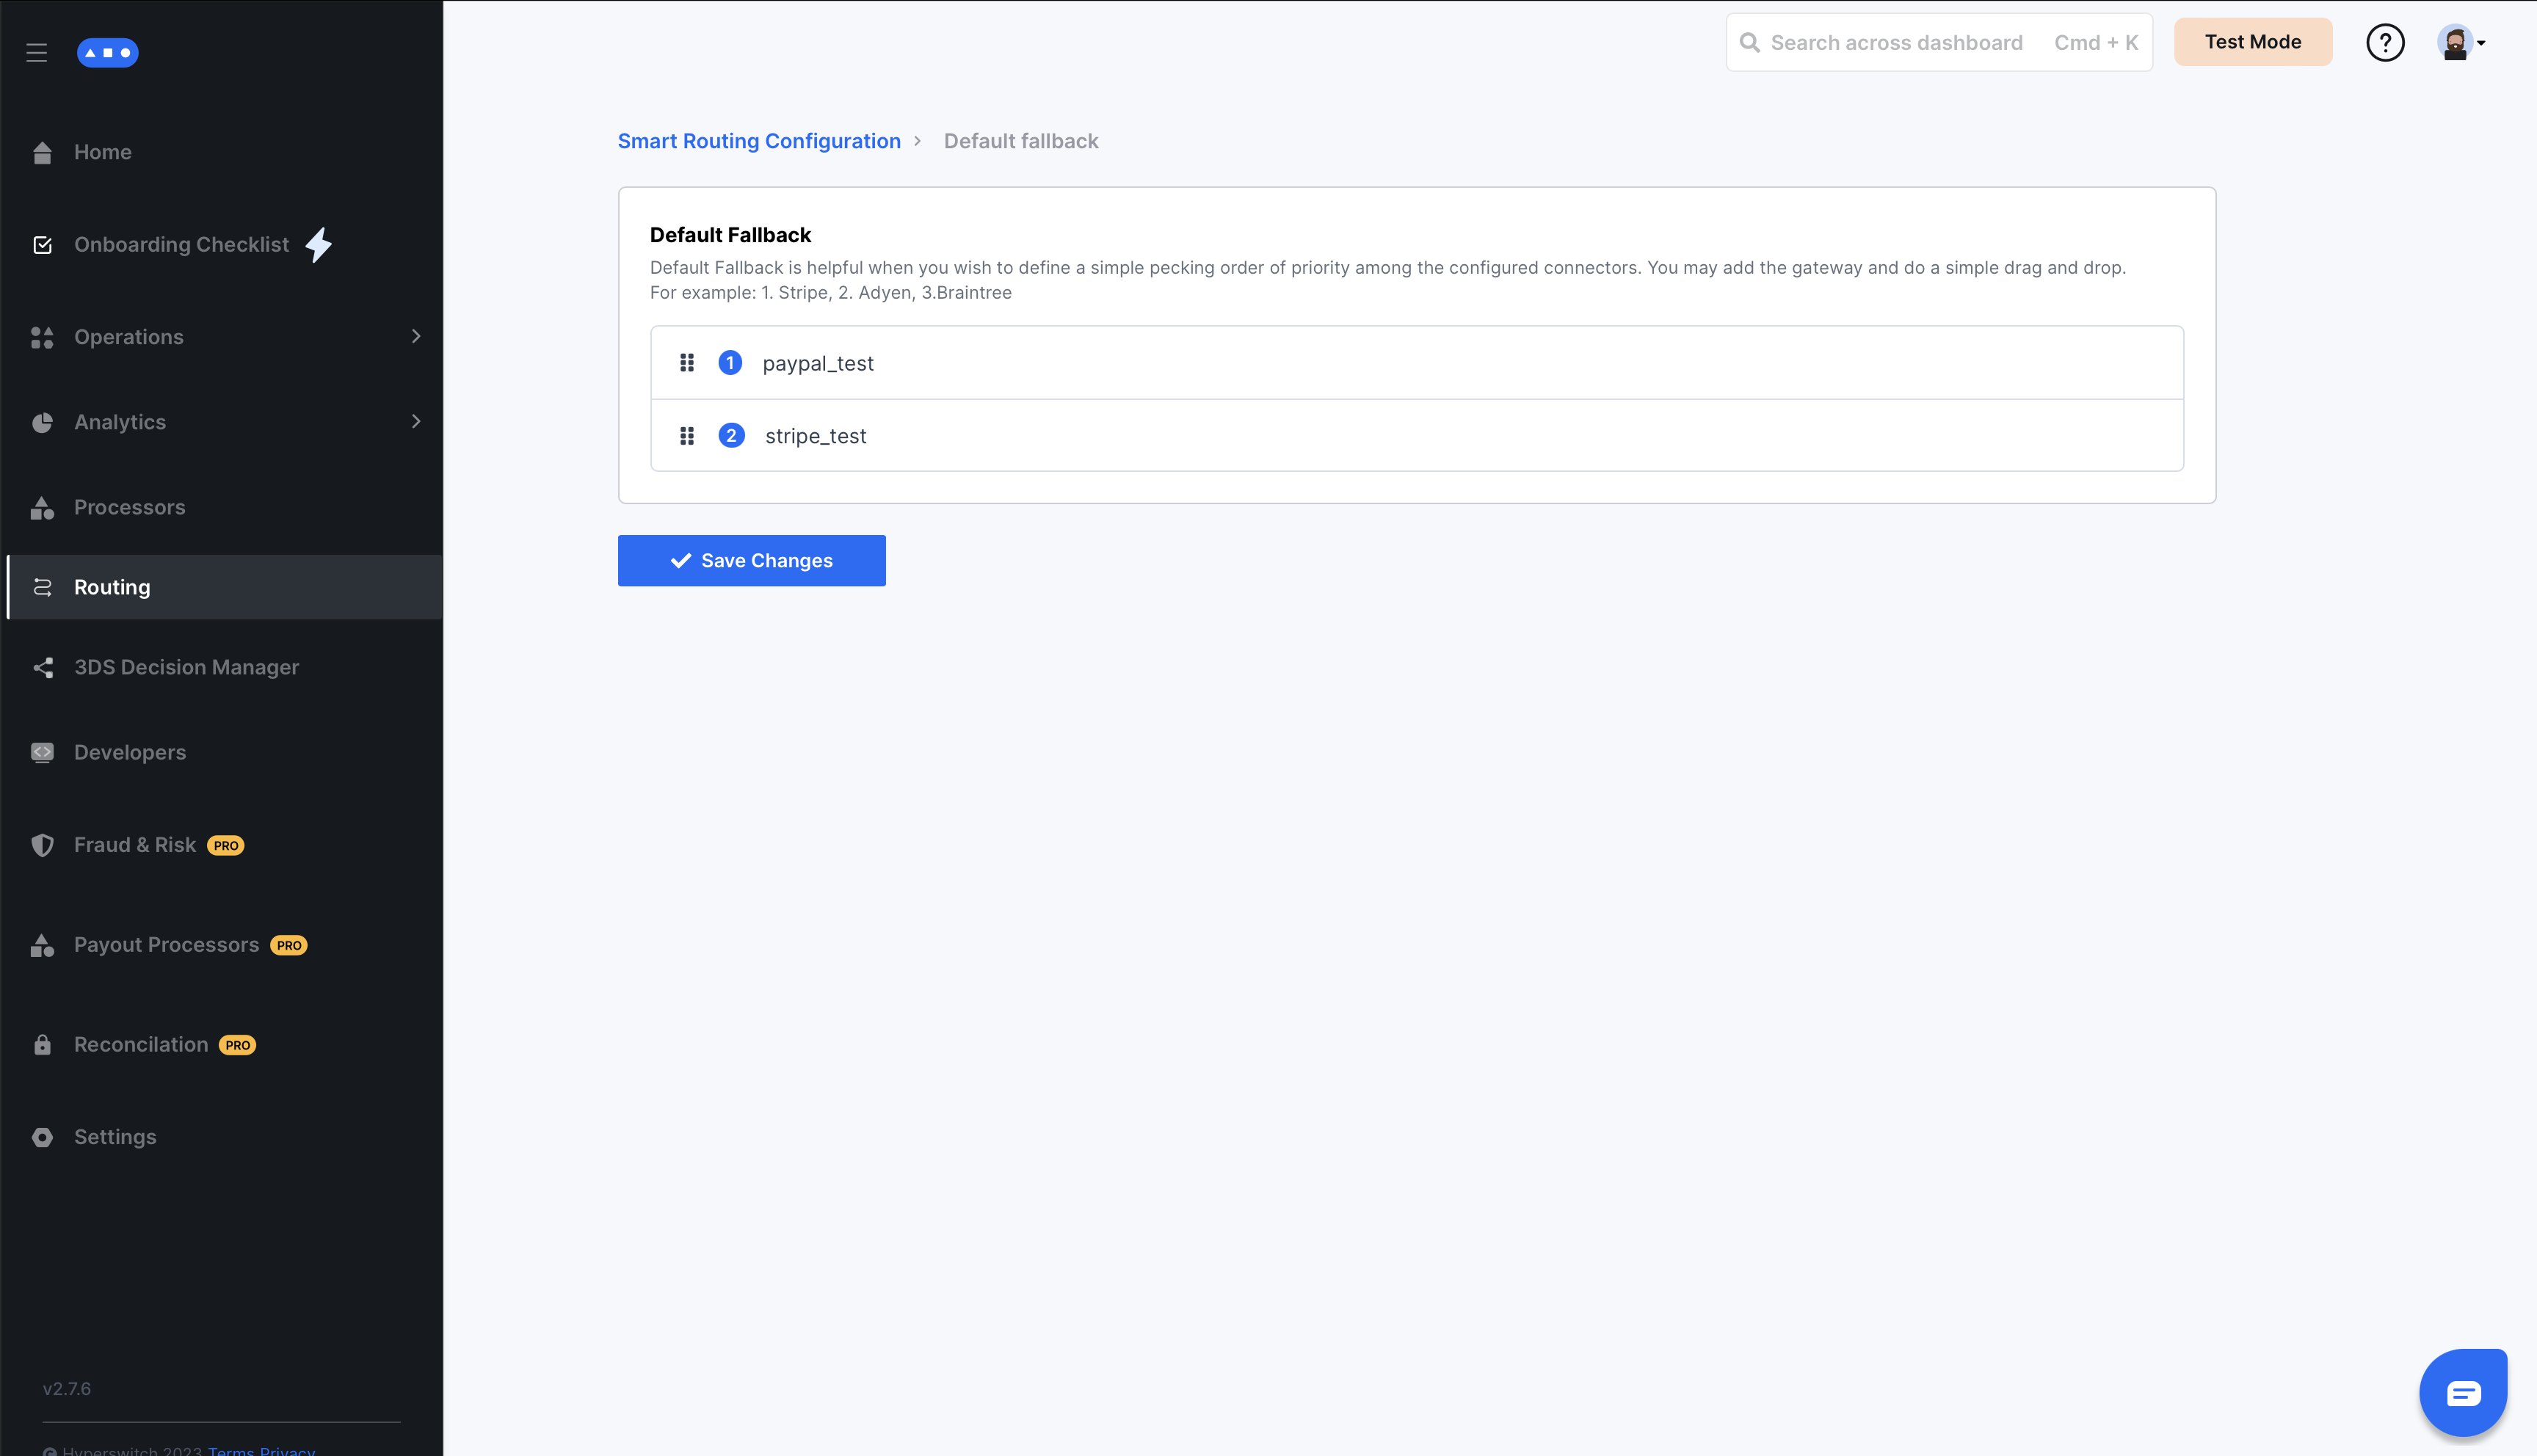 Search across dashboard Cmd + K
Test Mode
?
Home
Onboarding Checklist
Operations
Analytics
Processors
Routing
3DS Decision Manager
Developers
Fraud & Risk PRO
Payout Processors PRO
Reconcilation PRO
Settings
v2.7.6
Hyperswitch 2023 Terms Privacy
Smart Routing Configuration > Default fallback
Default Fallback
Default Fallback is helpful when you wish to define a simple pecking order of priority among the configured connectors. You may add the gateway and do a simple drag and drop.
For example: 1. Stripe, 2. Adyen, 3.Braintree
1 paypal_test
2 stripe_test
Save Changes